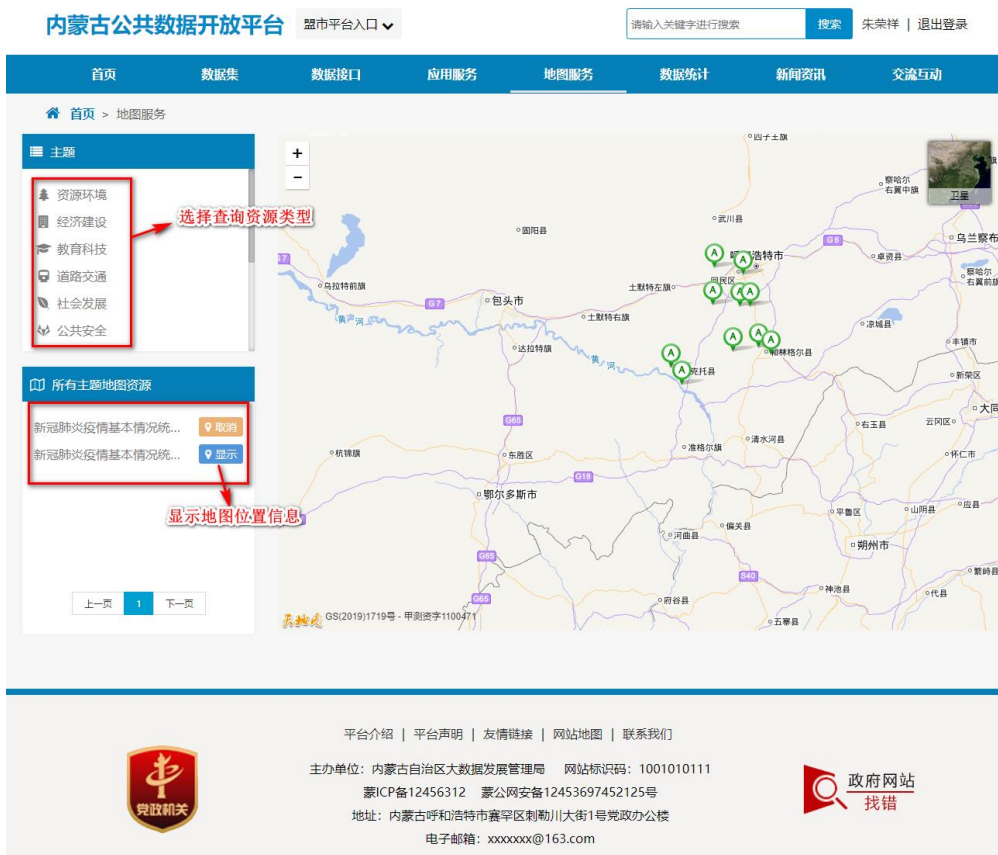 内蒙古公共数据开放平台 盟市平台入口 请输入关键字进行搜索 搜索 朱荣祥 | 退出登录
首页 数据集 数据接口 应用服务 地图服务 数据统计 新闻资讯 交流互动
首页 > 地图服务
主题
资源环境
经济建设
教育科技
道路交通
社会发展
公共安全
选择查询资源类型
所有主题地图资源
新冠肺炎疫情基本情况统... 取消
新冠肺炎疫情基本情况统... 显示
显示地图位置信息
上一页 1 下一页
+
-
四子王旗
察哈尔
右翼中旗
卫星
武川县
固阳县
G6
乌兰察布
卓资县
察哈尔
右翼前旗
乌拉特前旗
土默特左旗
回民区
G7
包头市
土默特右旗
黄河
凉城县
丰镇市
达拉特旗
黄河
和林格尔县
托克托县
新荣区
大同
G65
右玉县
云冈区
杭锦旗
东胜区
准格尔旗
清水河县
怀仁市
G18
鄂尔多斯市
平鲁区
山阴县
应县
偏关县
河曲县
朔州市
G65
S40
繁峙县
神池县
代县
G65
府谷县
五寨县
天地图 GS(2019)1719号 - 甲测资字1100471
平台介绍 | 平台声明 | 友情链接 | 网站地图 | 联系我们
主办单位：内蒙古自治区大数据发展管理局 网站标识码：1001010111
蒙ICP备12456312 蒙公网安备12453697452125号
地址：内蒙古呼和浩特市赛罕区敕勒川大街1号党政办公楼
电子邮箱：xxxxxxx@163.com
党政机关
政府网站
找错